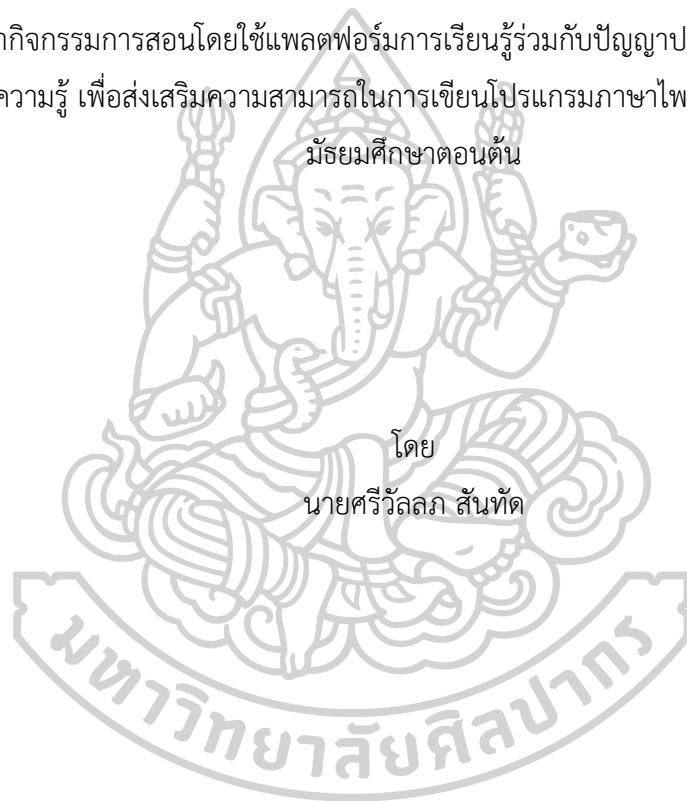 ากิจกรรมการสอนโดยใช้แพลตฟอร์มการเรียนรู้ร่วมกับปัญญาป
ความรู้ เพื่อส่งเสริมความสามารถในการเขียนโปรแกรมภาษาไพ
มัธยมศึกษาตอนต้น
โดย
นายศรีวัลลภ สันทัด
มหาวิทยาลัยศิลปากร